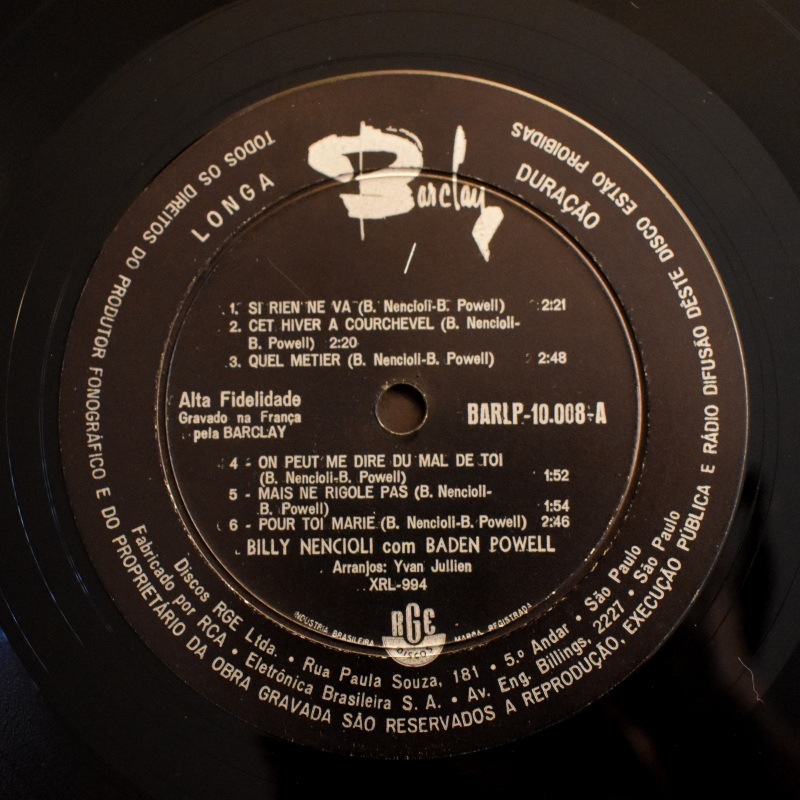 Barclay
LONGA DURAÇÃO
1. SI RIEN NE VA (B. Nencioli-B. Powell) 2:21
2. CET HIVER A COURCHEVEL (B. Nencioli-
B. Powell) 2:20
3. QUEL METIER (B. Nencioli-B. Powell) 2:48
Alta Fidelidade
Gravado na França
pela BARCLAY
BARLP-10.008-A
4 - ON PEUT ME DIRE DU MAL DE TOI
(B. Nencioli-B. Powell) 1:52
5 - MAIS NE RIGOLE PAS (B. Nencioli-
B. Powell) 1:54
6 - POUR TOI MARIE (B. Nencioli-B. Powell) 2:46
BILLY NENCIOLI com BADEN POWELL
Arranjos: Yvan Jullien
XRL-994
INDUSTRIA BRASILEIRA
RGE
DISCOS
MARCA REGISTRADA
Discos RGE Ltda. • Rua Paula Souza, 181 • 5.º Andar • São Paulo
Fabricado por RCA • Eletrônica Brasileira S. A. • Av. Eng. Billings, 2227 • São Paulo
TODOS OS DIREITOS DO PRODUTOR FONOGRÁFICO E DO PROPRIETÁRIO DA OBRA GRAVADA SÃO RESERVADOS A REPRODUÇÃO, EXECUÇÃO PÚBLICA E RÁDIO DIFUSÃO DÊSTE DISCO ESTÃO PROIBIDAS